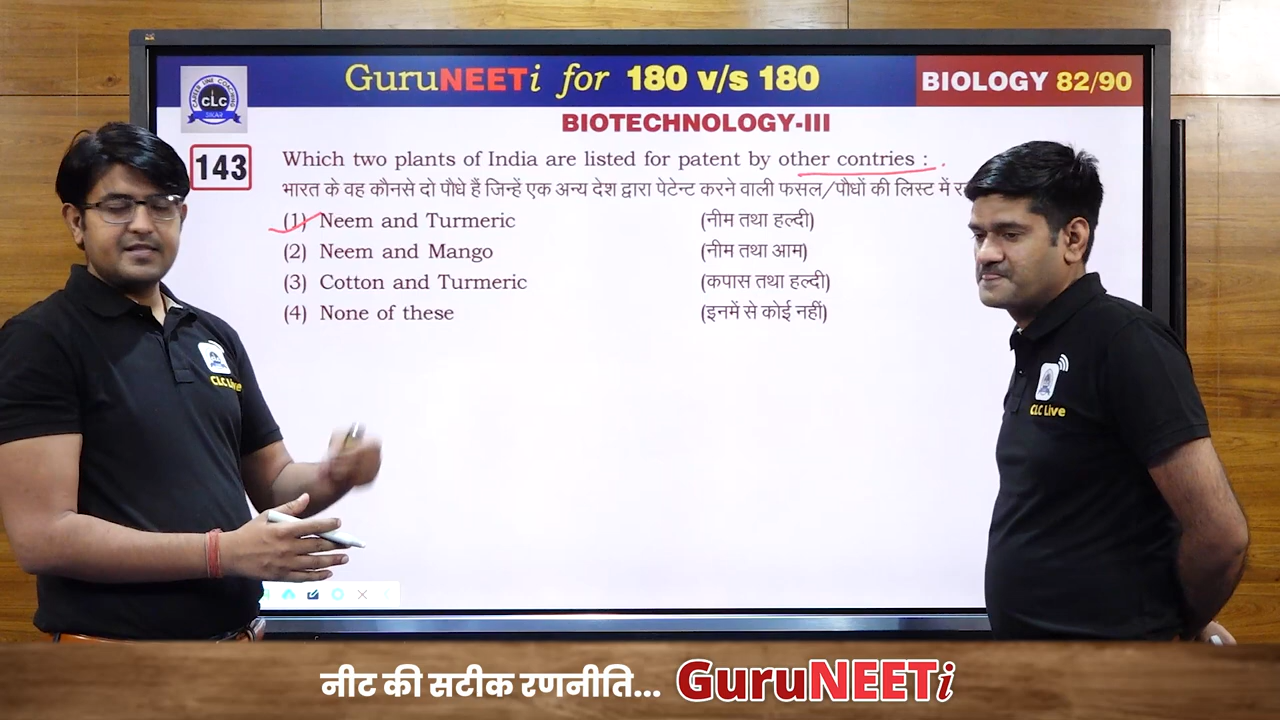 GuruNEETi for 180 v/s 180
BIOLOGY 82/90
CLC
BIOTECHNOLOGY-III
143
Which two plants of India are listed for patent by other contries :
भारत के वह कौनसे दो पौधे हैं जिन्हें एक अन्य देश द्वारा पेटेन्ट करने वाली फसल/पौधों की लिस्ट में
(1) Neem and Turmeric (नीम तथा हल्दी)
(2) Neem and Mango (नीम तथा आम)
(3) Cotton and Turmeric (कपास तथा हल्दी)
(4) None of these (इनमें से कोई नहीं)
CLC Live
CLC Live
नीट की सटीक रणनीति... GuruNEETi